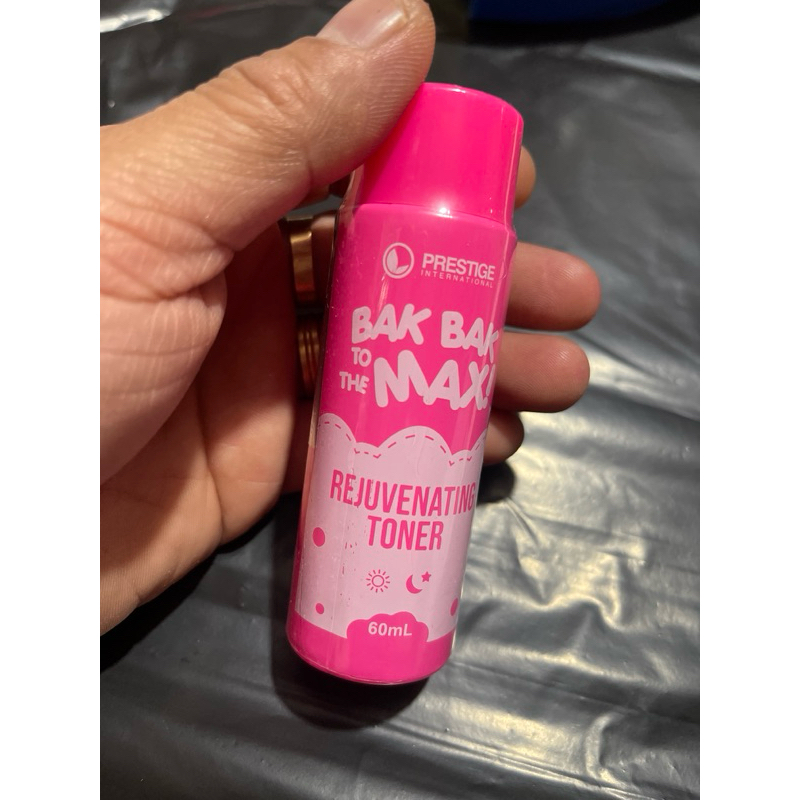 PRESTIGE
INTERNATIONAL
BAK BAK
TO
THE MAX!
REJUVENATING
TONER
60mL